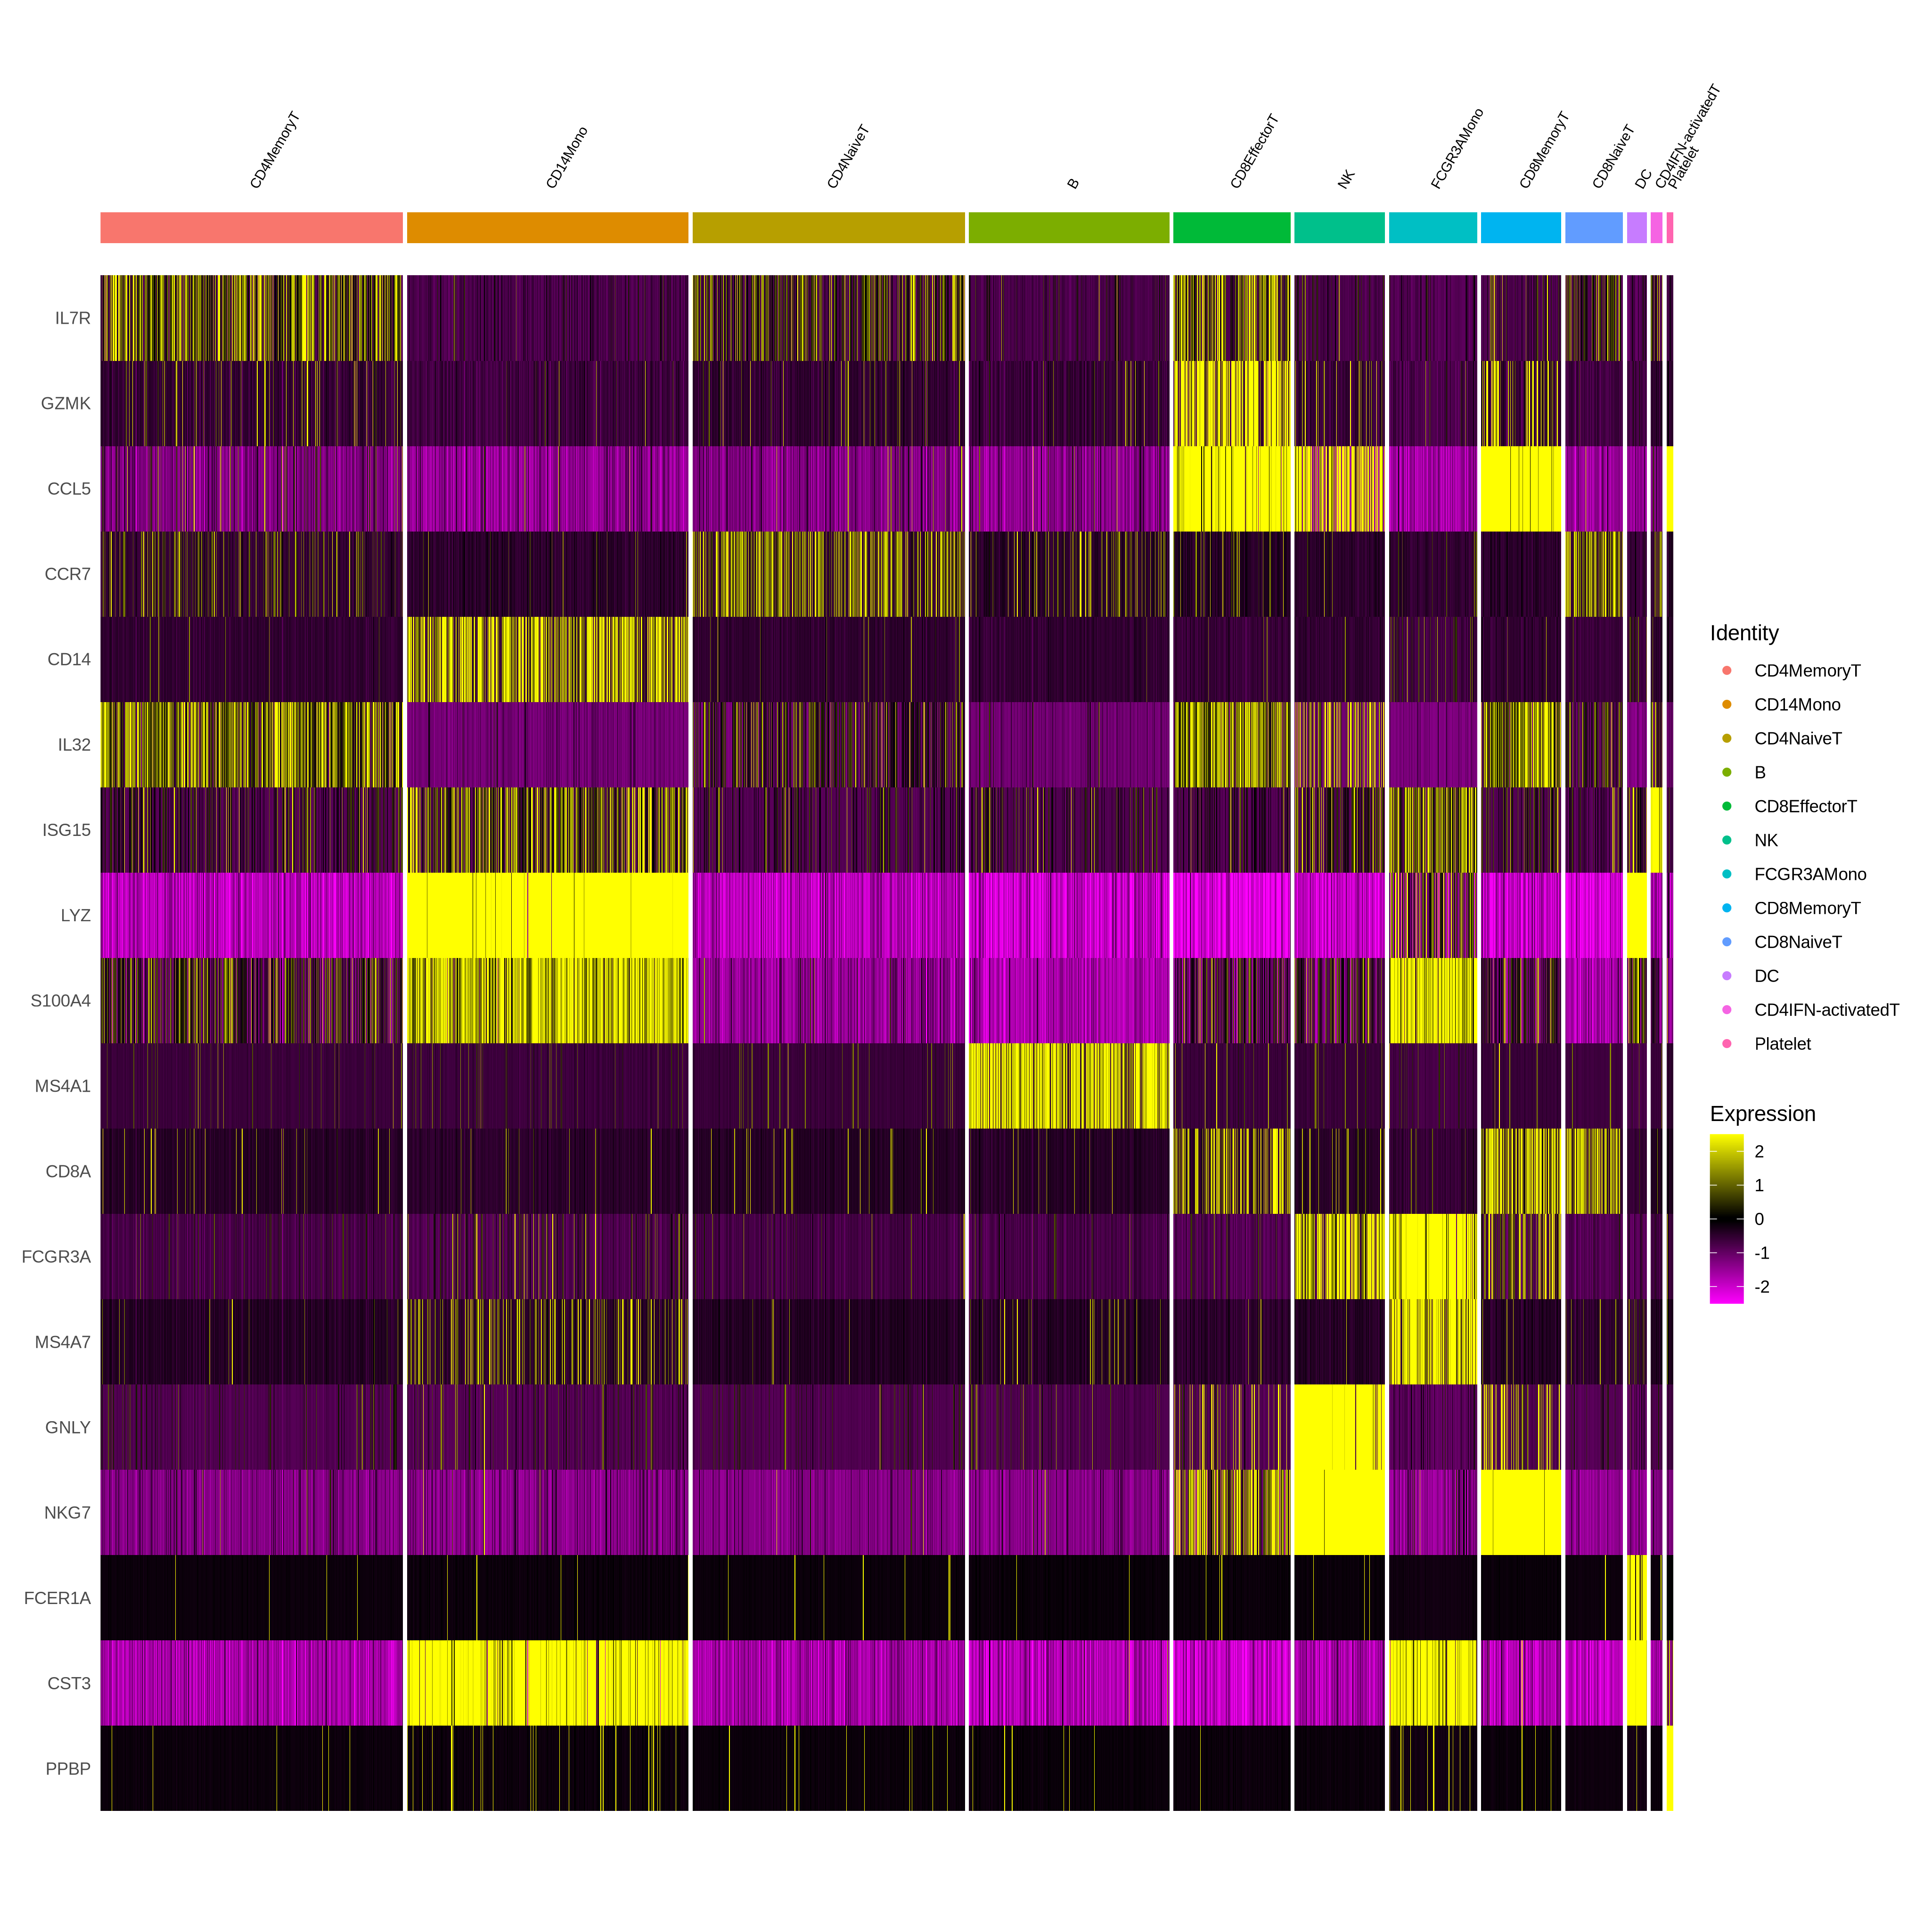 CD4MemoryT
CD14Mono
CD4NaiveT
B
CD8EffectorT
NK
FCGR3AMono
CD8MemoryT
CD8NaiveT
DC
CD4IFN-activatedT
Platelet
IL7R
GZMK
CCL5
CCR7
CD14
IL32
ISG15
LYZ
S100A4
MS4A1
CD8A
FCGR3A
MS4A7
GNLY
NKG7
FCER1A
CST3
PPBP
Identity
CD4MemoryT
CD14Mono
CD4NaiveT
B
CD8EffectorT
NK
FCGR3AMono
CD8MemoryT
CD8NaiveT
DC
CD4IFN-activatedT
Platelet
Expression
2
1
0
-1
-2